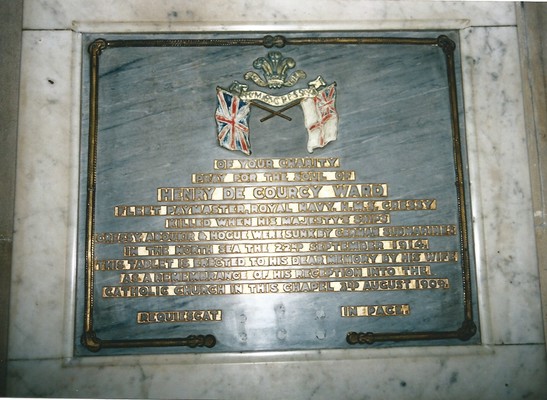 H.M.S. CRESSY
OF YOUR CHARITY
PRAY FOR THE SOUL OF
HENRY DE COURCY WARD
FLEET PAYMASTER, ROYAL NAVY, H.M.S. CRESSY
KILLED WHEN HIS MAJESTY'S SHIPS
CRESSY, ABOUKIR & HOGUE WERE SUNK BY GERMAN SUBMARINES
IN THE NORTH SEA THE 22ND SEPTEMBER 1914.
THIS TABLET IS ERECTED TO HIS DEAR MEMORY BY HIS WIFE
AS A REMEMBRANCE OF HIS RECEPTION INTO THE
CATHOLIC CHURCH IN THIS CHAPEL, AUGUST 1909.
REQUIESCAT IN PACE.